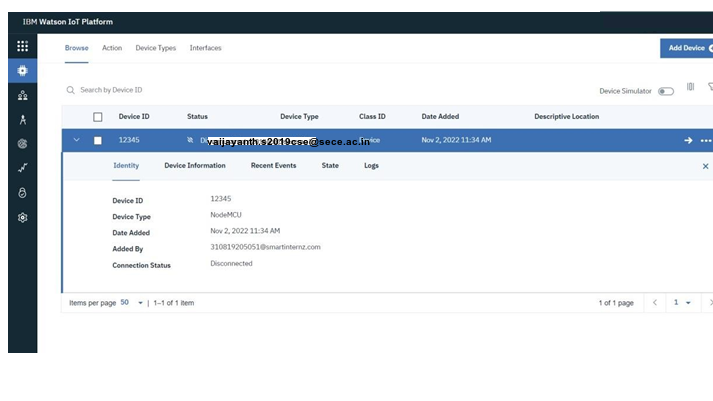 IBM Watson IoT Platform
Browse Action Device Types Interfaces
Add Device
Search by Device ID
Device Simulator
Device ID Status Device Type Class ID Date Added Descriptive Location
12345 vaijayanth.s2019cse@sece.ac.in Nov 2, 2022 11:34 AM
Identity Device Information Recent Events State Logs
Device ID 12345
Device Type NodeMCU
Date Added Nov 2, 2022 11:34 AM
Added By 310819205051@smartinternz.com
Connection Status Disconnected
Items per page 50 | 1–1 of 1 item
1 of 1 page 1